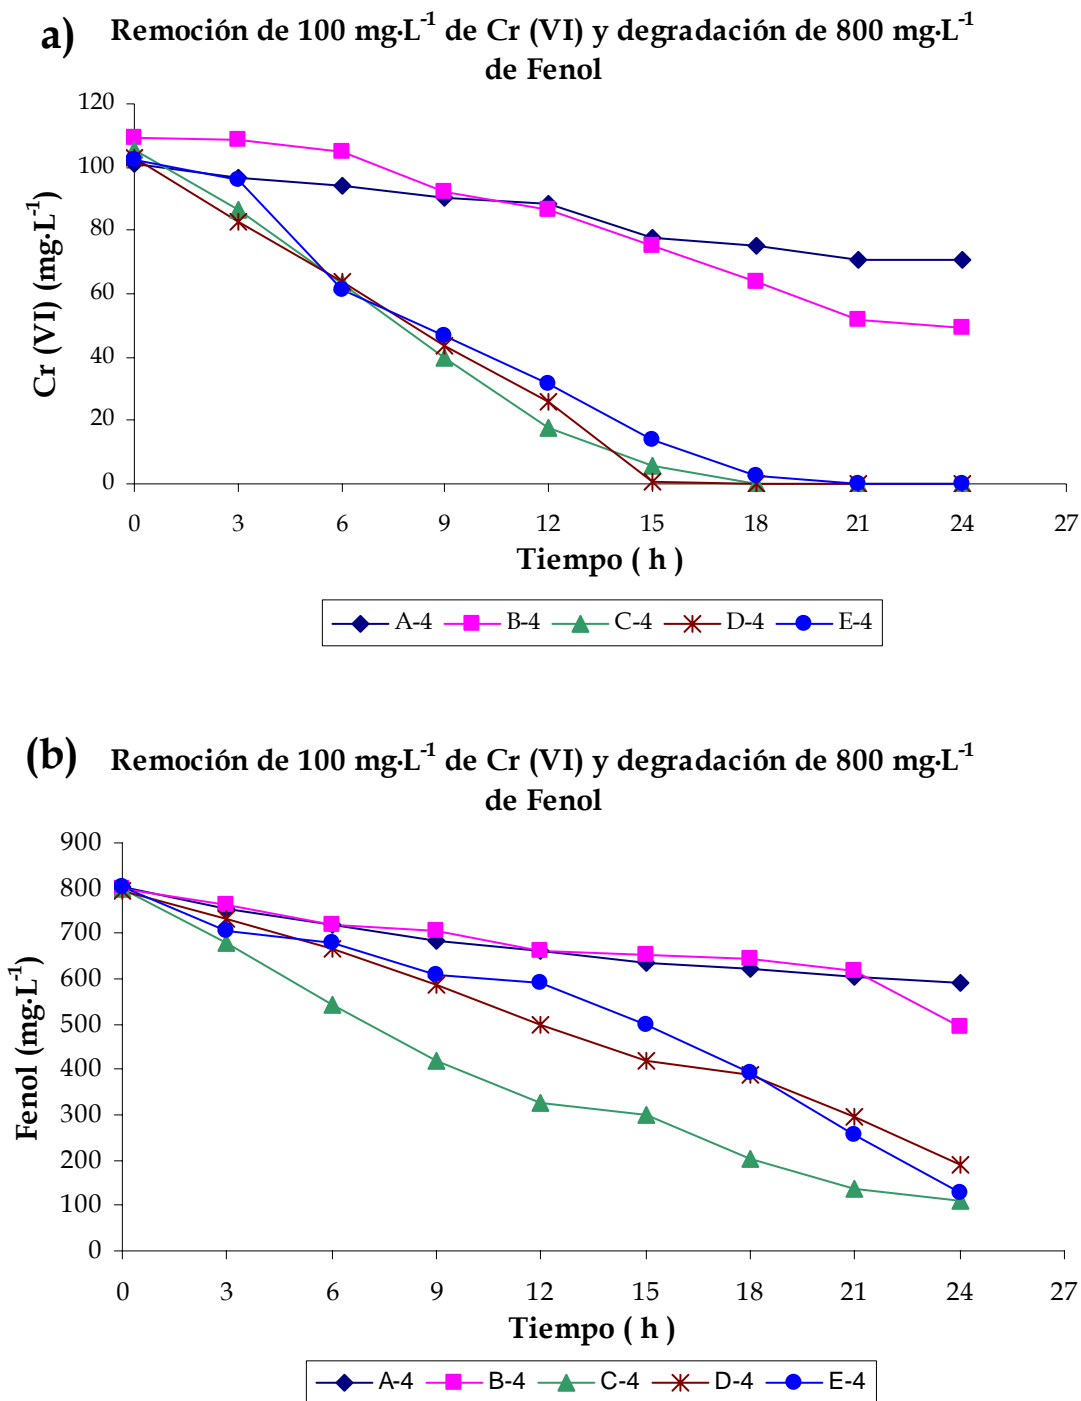 a) Remoción de 100 mg·L⁻¹ de Cr (VI) y degradación de 800 mg·L⁻¹
de Fenol
120
100
80
60
40
20
0
Cr (VI) (mg·L⁻¹)
0 3 6 9 12 15 18 21 24 27
Tiempo ( h )
A-4 B-4 C-4 D-4 E-4
(b) Remoción de 100 mg·L⁻¹ de Cr (VI) y degradación de 800 mg·L⁻¹
de Fenol
900
800
700
600
500
400
300
200
100
0
Fenol (mg·L⁻¹)
0 3 6 9 12 15 18 21 24 27
Tiempo ( h )
A-4 B-4 C-4 D-4 E-4